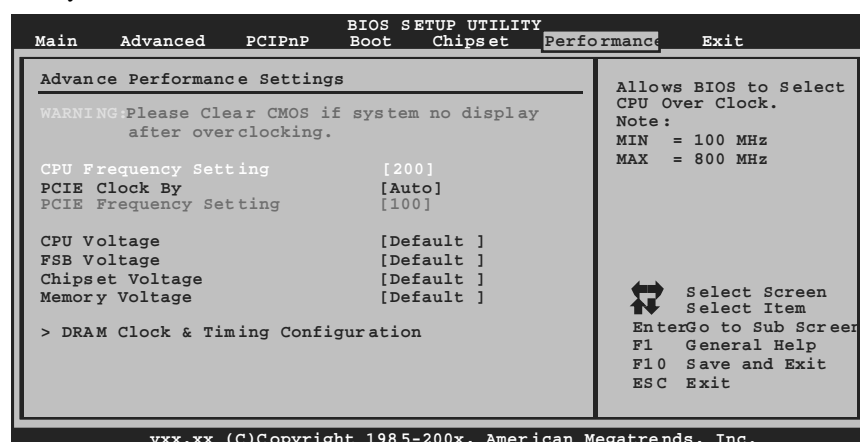 BIOS SETUP UTILITY
Main Advanced PCIPnP Boot Chipset Performance Exit
Advance Performance Settings
WARNING:Please Clear CMOS if system no display
after overclocking.
CPU Frequency Setting [200]
PCIE Clock By [Auto]
PCIE Frequency Setting [100]
CPU Voltage [Default ]
FSB Voltage [Default ]
Chipset Voltage [Default ]
Memory Voltage [Default ]
> DRAM Clock & Timing Configuration
Allows BIOS to Select
CPU Over Clock.
Note:
MIN = 100 MHz
MAX = 800 MHz
Select Screen
Select Item
EnterGo to Sub Screen
F1 General Help
F10 Save and Exit
ESC Exit
vxx.xx (C)Copyright 1985-200x, American Megatrends, Inc.